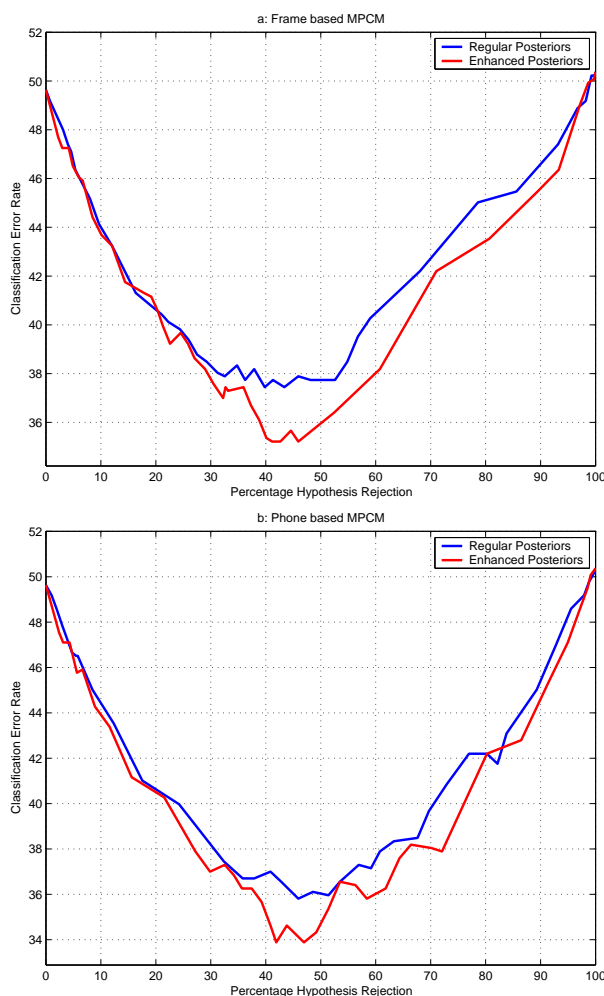 a: Frame based MPCM
52
50
48
46
44
42
40
38
36
Classification Error Rate
Regular Posteriors
Enhanced Posteriors
0 10 20 30 40 50 60 70 80 90 100
Percentage Hypothesis Rejection
b: Phone based MPCM
52
50
48
46
44
42
40
38
36
34
Classification Error Rate
Regular Posteriors
Enhanced Posteriors
0 10 20 30 40 50 60 70 80 90 100
Percentage Hypothesis Rejection